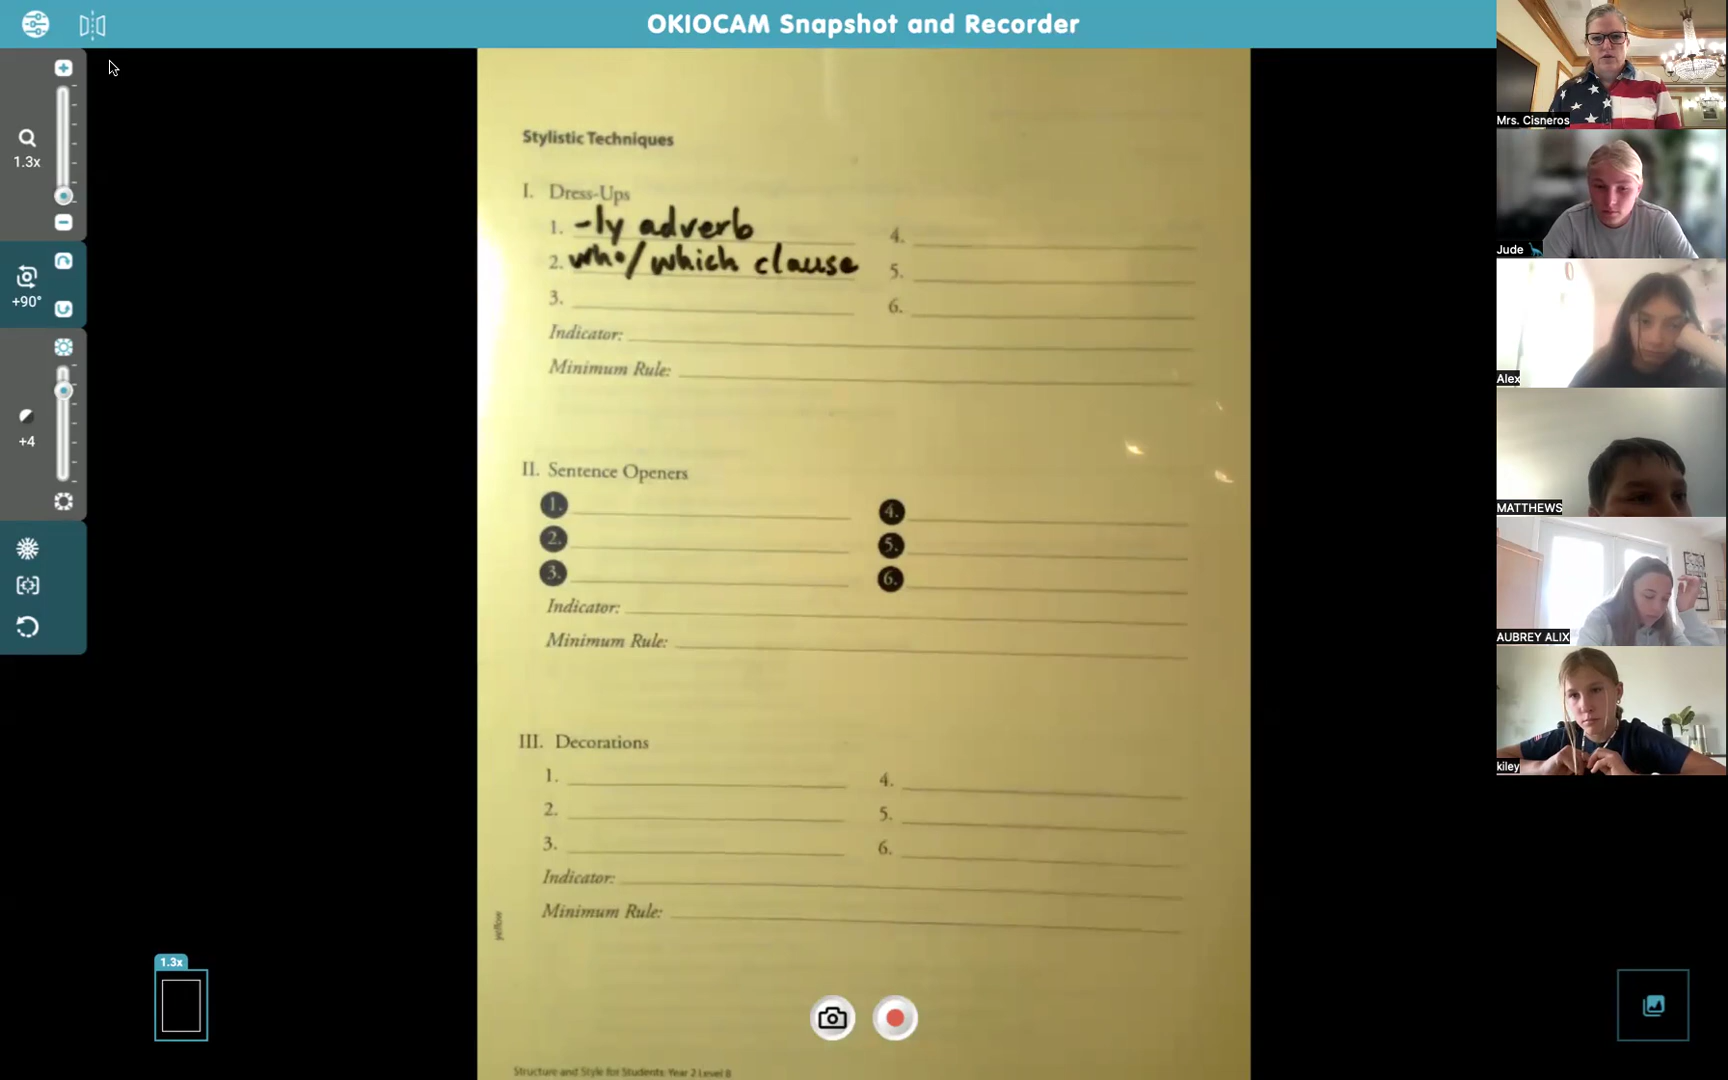 OKIOCAM Snapshot and Recorder
1.3x
+90°
+4
1.3x
Stylistic Techniques
I. Dress-Ups
1. -ly adverb
4.
2. who/which clause
5.
3.
6.
Indicator:
Minimum Rule:
II. Sentence Openers
1.
4.
2.
5.
3.
6.
Indicator:
Minimum Rule:
III. Decorations
1.
4.
2.
5.
3.
6.
Indicator:
Minimum Rule:
yellow
Structure and Style for Students: Year 2 Level B
Mrs. Cisneros
Jude
Alex
MATTHEWS
AUBREY ALIX
kiley